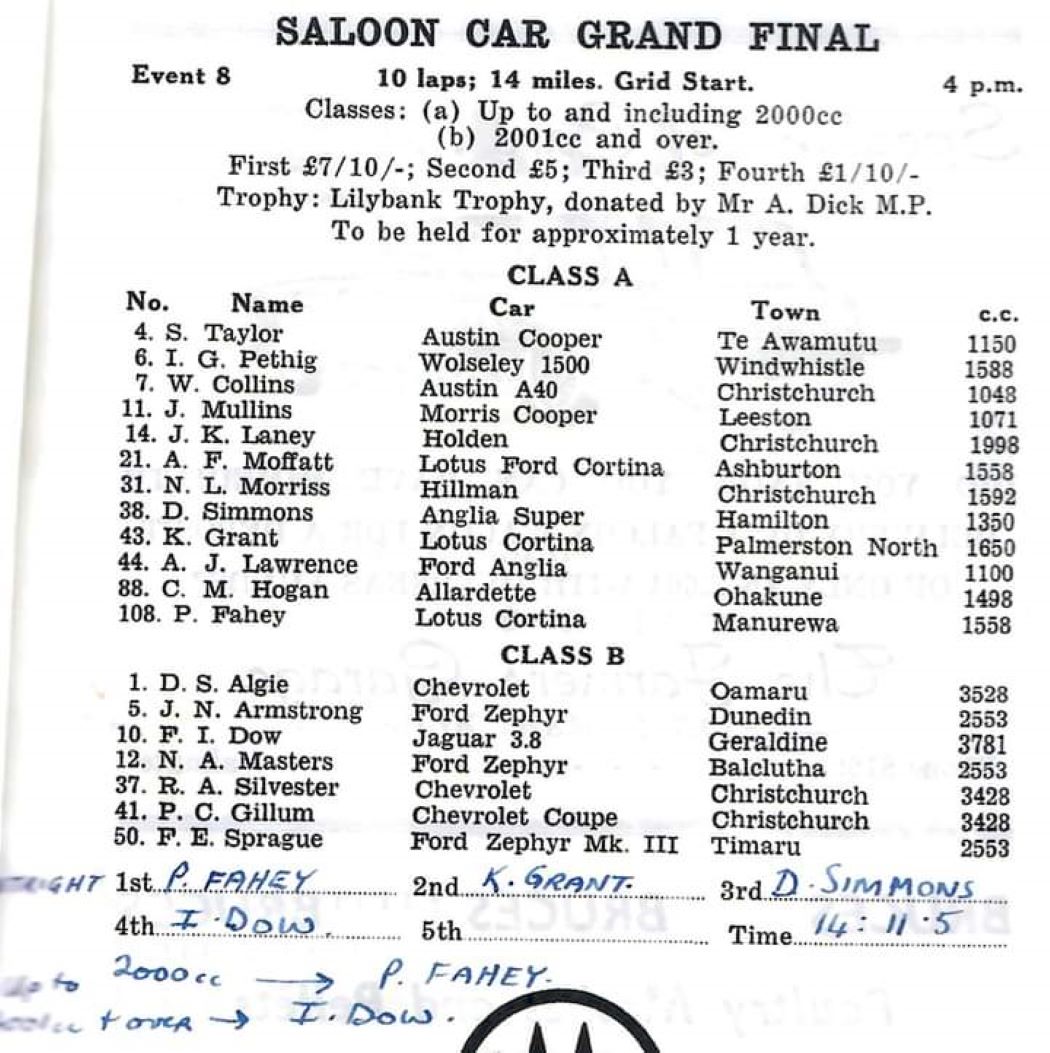 SALOON CAR GRAND FINAL
Event 8 10 laps; 14 miles. Grid Start. 4 p.m.
Classes: (a) Up to and including 2000cc
(b) 2001cc and over.
First £7/10/-; Second £5; Third £3; Fourth £1/10/-
Trophy: Lilybank Trophy, donated by Mr A. Dick M.P.
To be held for approximately 1 year.
CLASS A
No. Name Car Town c.c.
4. S. Taylor Austin Cooper Te Awamutu 1150
6. I. G. Pethig Wolseley 1500 Windwhistle 1588
7. W. Collins Austin A40 Christchurch 1048
11. J. Mullins Morris Cooper Leeston 1071
14. J. K. Laney Holden Christchurch 1998
21. A. F. Moffatt Lotus Ford Cortina Ashburton 1558
31. N. L. Morriss Hillman Christchurch 1592
38. D. Simmons Anglia Super Hamilton 1350
43. K. Grant Lotus Cortina Palmerston North 1650
44. A. J. Lawrence Ford Anglia Wanganui 1100
88. C. M. Hogan Allardette Ohakune 1498
108. P. Fahey Lotus Cortina Manurewa 1558
CLASS B
1. D. S. Algie Chevrolet Oamaru 3528
5. J. N. Armstrong Ford Zephyr Dunedin 2553
10. F. I. Dow Jaguar 3.8 Geraldine 3781
12. N. A. Masters Ford Zephyr Balclutha 2553
37. R. A. Silvester Chevrolet Christchurch 3428
41. P. C. Gillum Chevrolet Coupe Christchurch 3428
50. F. E. Sprague Ford Zephyr Mk. III Timaru 2553
1st P. FAHEY 2nd K. GRANT. 3rd D. SIMMONS
4th I. DOW. 5th Time 14: 11.5
up to 2000cc → P. FAHEY.
+ over → I. DOW.